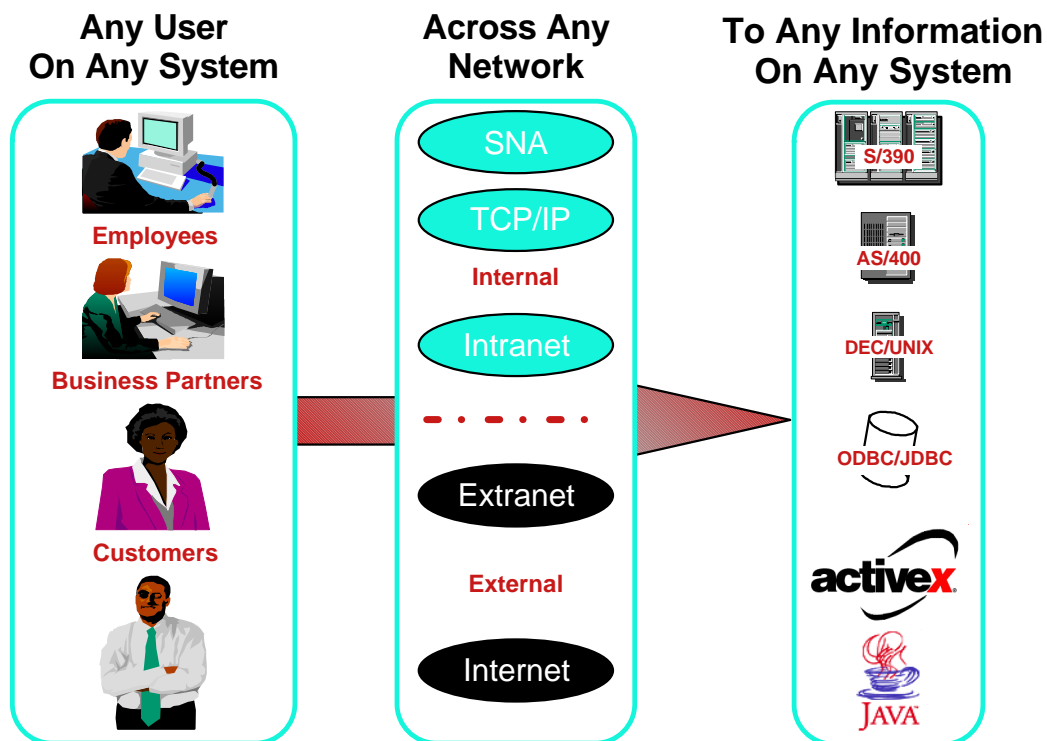 Any User
On Any System
Employees
Business Partners
Customers
Across Any
Network
SNA
TCP/IP
Internal
Intranet
Extranet
External
Internet
To Any Information
On Any System
S/390
AS/400
DEC/UNIX
ODBC/JDBC
activex®
JAVA™